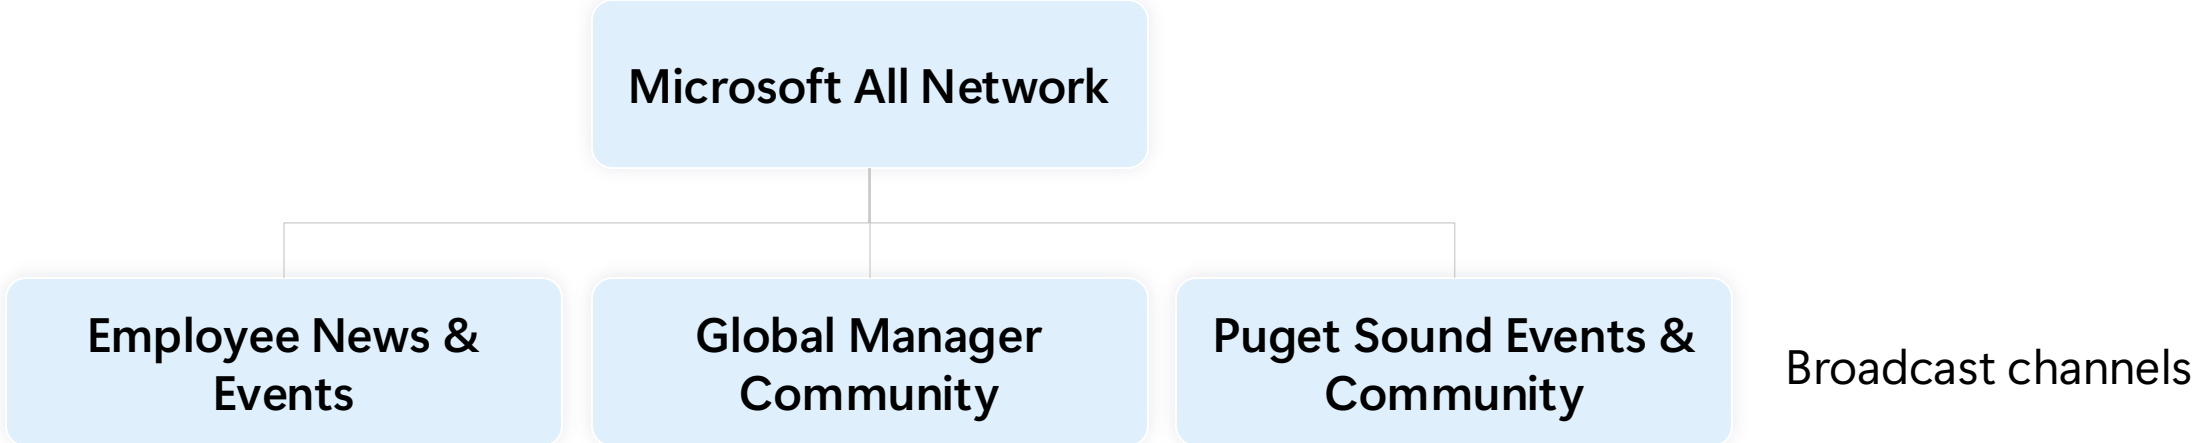 Microsoft All Network
Employee News &
Events
Global Manager
Community
Puget Sound Events &
Community
Broadcast channels